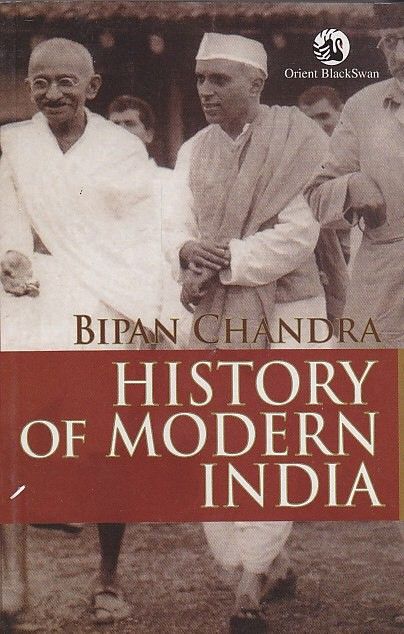 Orient BlackSwan
BIPAN CHANDRA
HISTORY
OF MODERN
INDIA